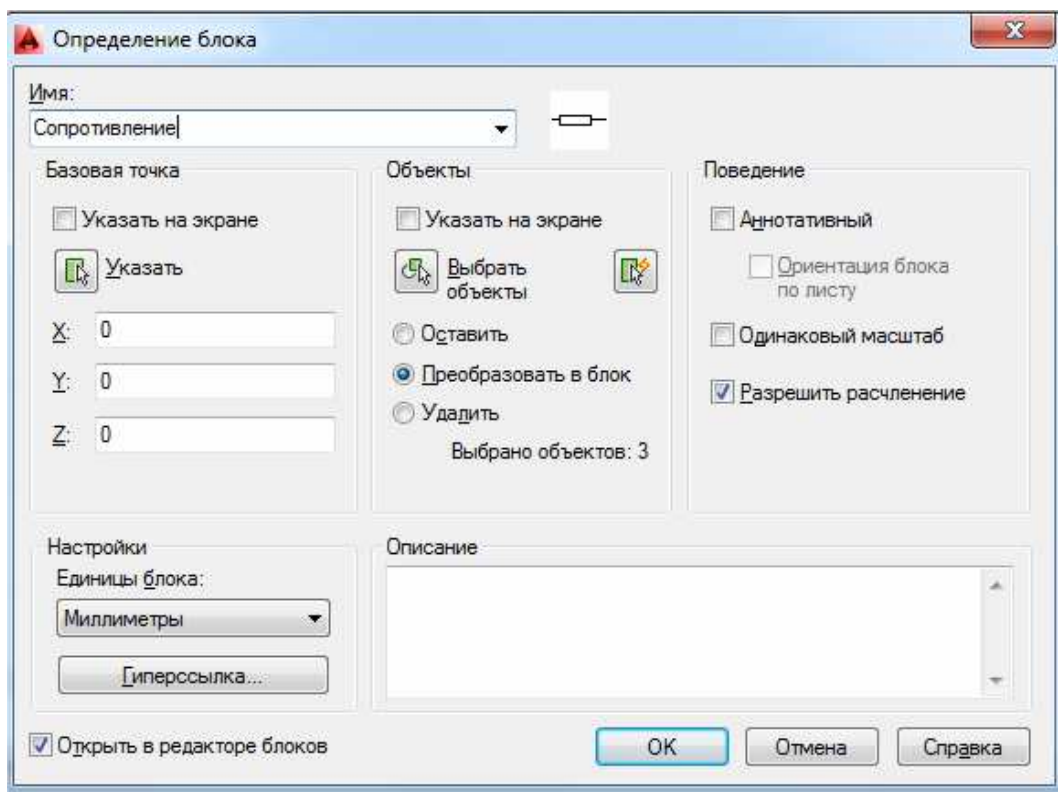 Определение блока
Имя:
Сопротивление
Базовая точка
Указать на экране
Указать
X: 0
Y: 0
Z: 0
Объекты
Указать на экране
Выбрать
объекты
Оставить
Преобразовать в блок
Удалить
Выбрано объектов: 3
Поведение
Аннотативный
Ориентация блока
по листу
Одинаковый масштаб
Разрешить расчленение
Настройки
Единицы блока:
Миллиметры
Гиперссылка...
Описание
Открыть в редакторе блоков
OK
Отмена
Справка